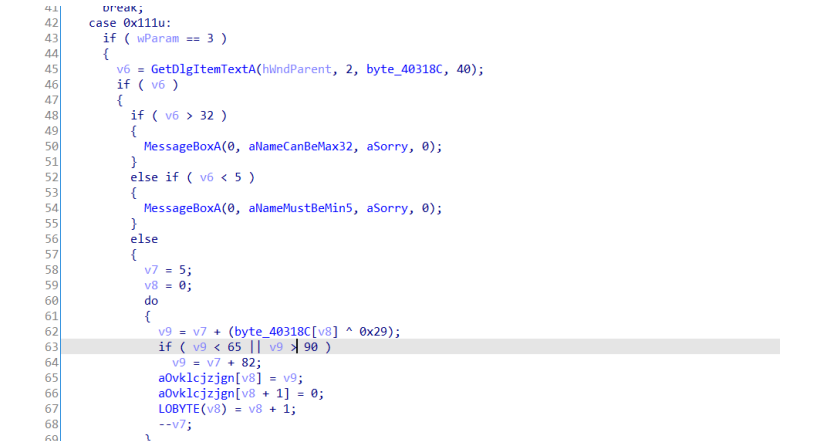 41 break;
42 case 0x111u:
43 if ( wParam == 3 )
44 {
45 v6 = GetDlgItemTextA(hWndParent, 2, byte_40318C, 40);
46 if ( v6 )
47 {
48 if ( v6 > 32 )
49 {
50 MessageBoxA(0, aNameCanBeMax32, aSorry, 0);
51 }
52 else if ( v6 < 5 )
53 {
54 MessageBoxA(0, aNameMustBeMin5, aSorry, 0);
55 }
56 else
57 {
58 v7 = 5;
59 v8 = 0;
60 do
61 {
62 v9 = v7 + (byte_40318C[v8] ^ 0x29);
63 if ( v9 < 65 || v9 > 90 )
64 v9 = v7 + 82;
65 aOvklcjzjgn[v8] = v9;
66 aOvklcjzjgn[v8 + 1] = 0;
67 LOBYTE(v8) = v8 + 1;
68 --v7;
69 }